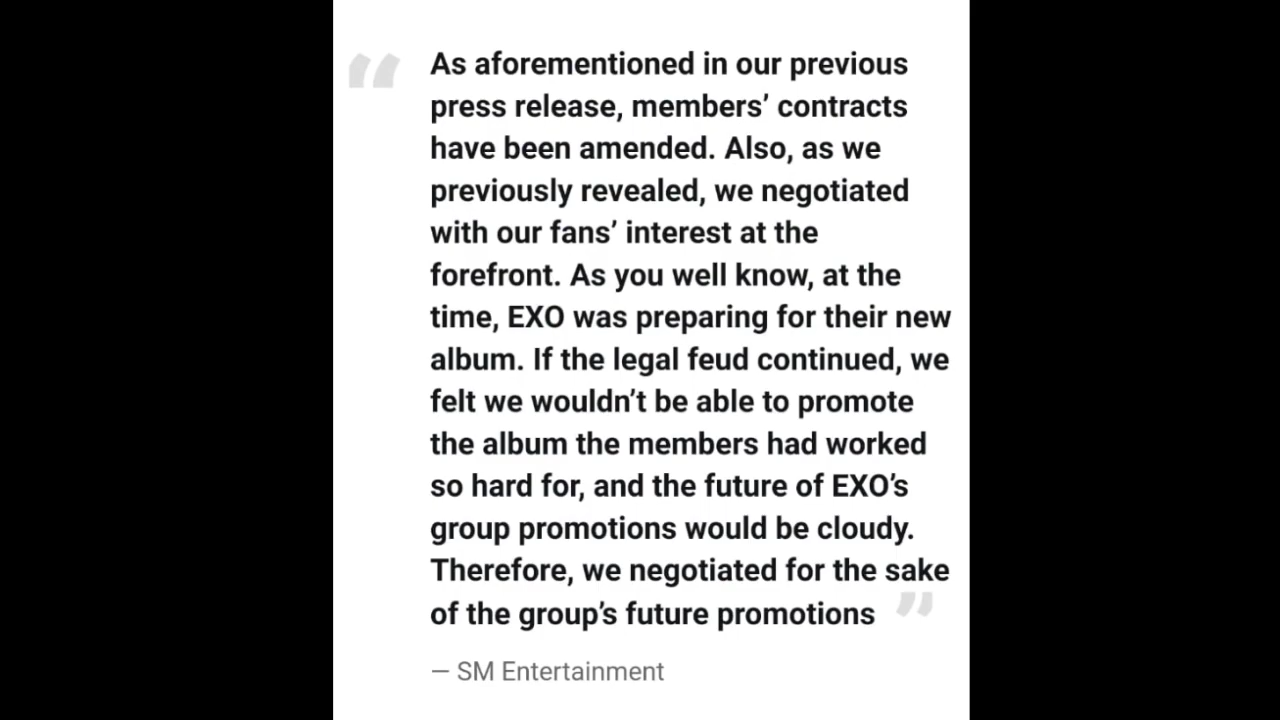 “
As aforementioned in our previous
press release, members’ contracts
have been amended. Also, as we
previously revealed, we negotiated
with our fans’ interest at the
forefront. As you well know, at the
time, EXO was preparing for their new
album. If the legal feud continued, we
felt we wouldn’t be able to promote
the album the members had worked
so hard for, and the future of EXO’s
group promotions would be cloudy.
Therefore, we negotiated for the sake
of the group’s future promotions ”
— SM Entertainment